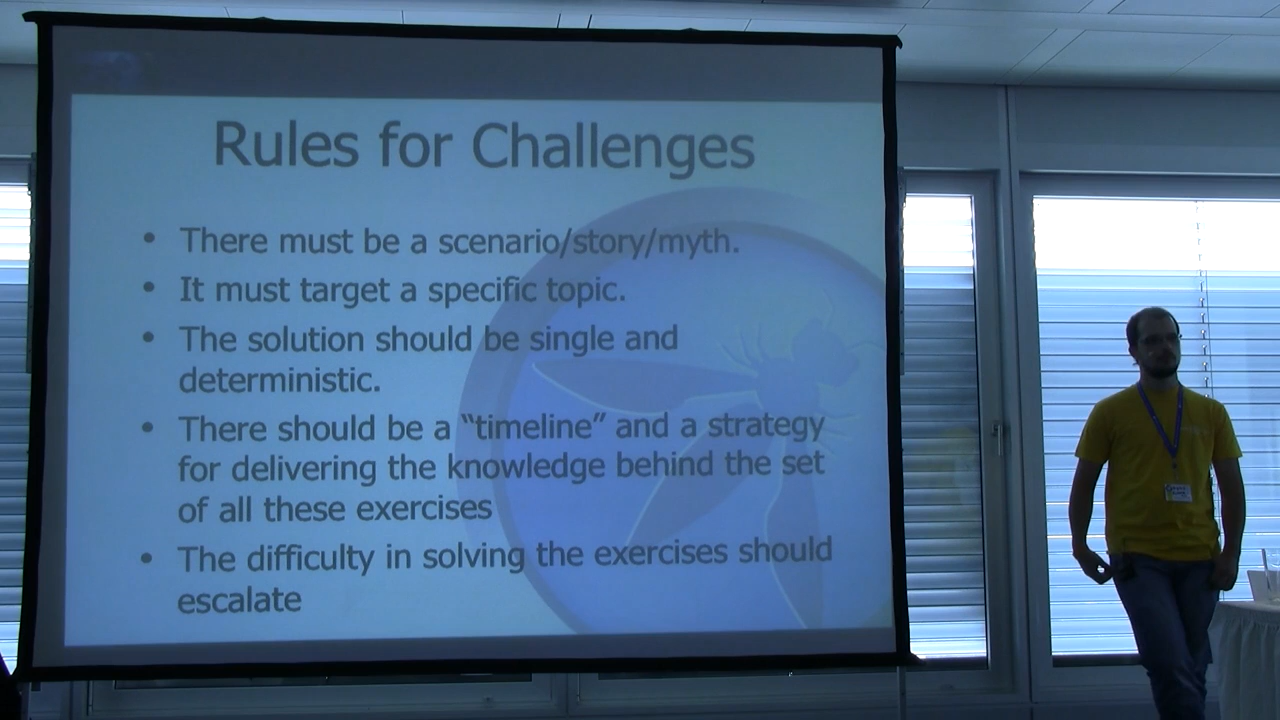 Rules for Challenges
• There must be a scenario/story/myth.
• It must target a specific topic.
• The solution should be single and
deterministic.
• There should be a “timeline” and a strategy
for delivering the knowledge behind the set
of all these exercises
• The difficulty in solving the exercises should
escalate